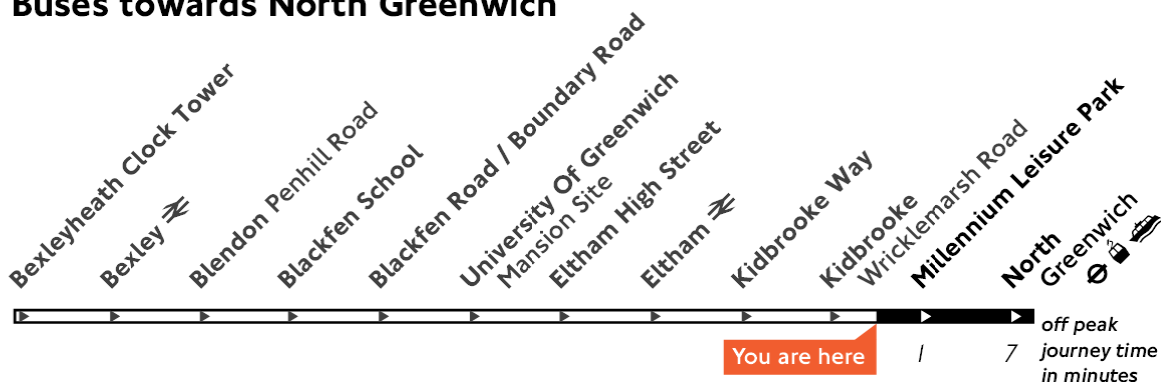 Buses towards North Greenwich
Bexleyheath Clock Tower
Bexley
Blendon Penhill Road
Blackfen School
Blackfen Road / Boundary Road
University Of Greenwich
Mansion Site
Eltham High Street
Eltham
Kidbrooke Way
Kidbrooke
Wricklemarsh Road
Millennium Leisure Park
North
Greenwich
You are here
1
7
off peak
journey time
in minutes